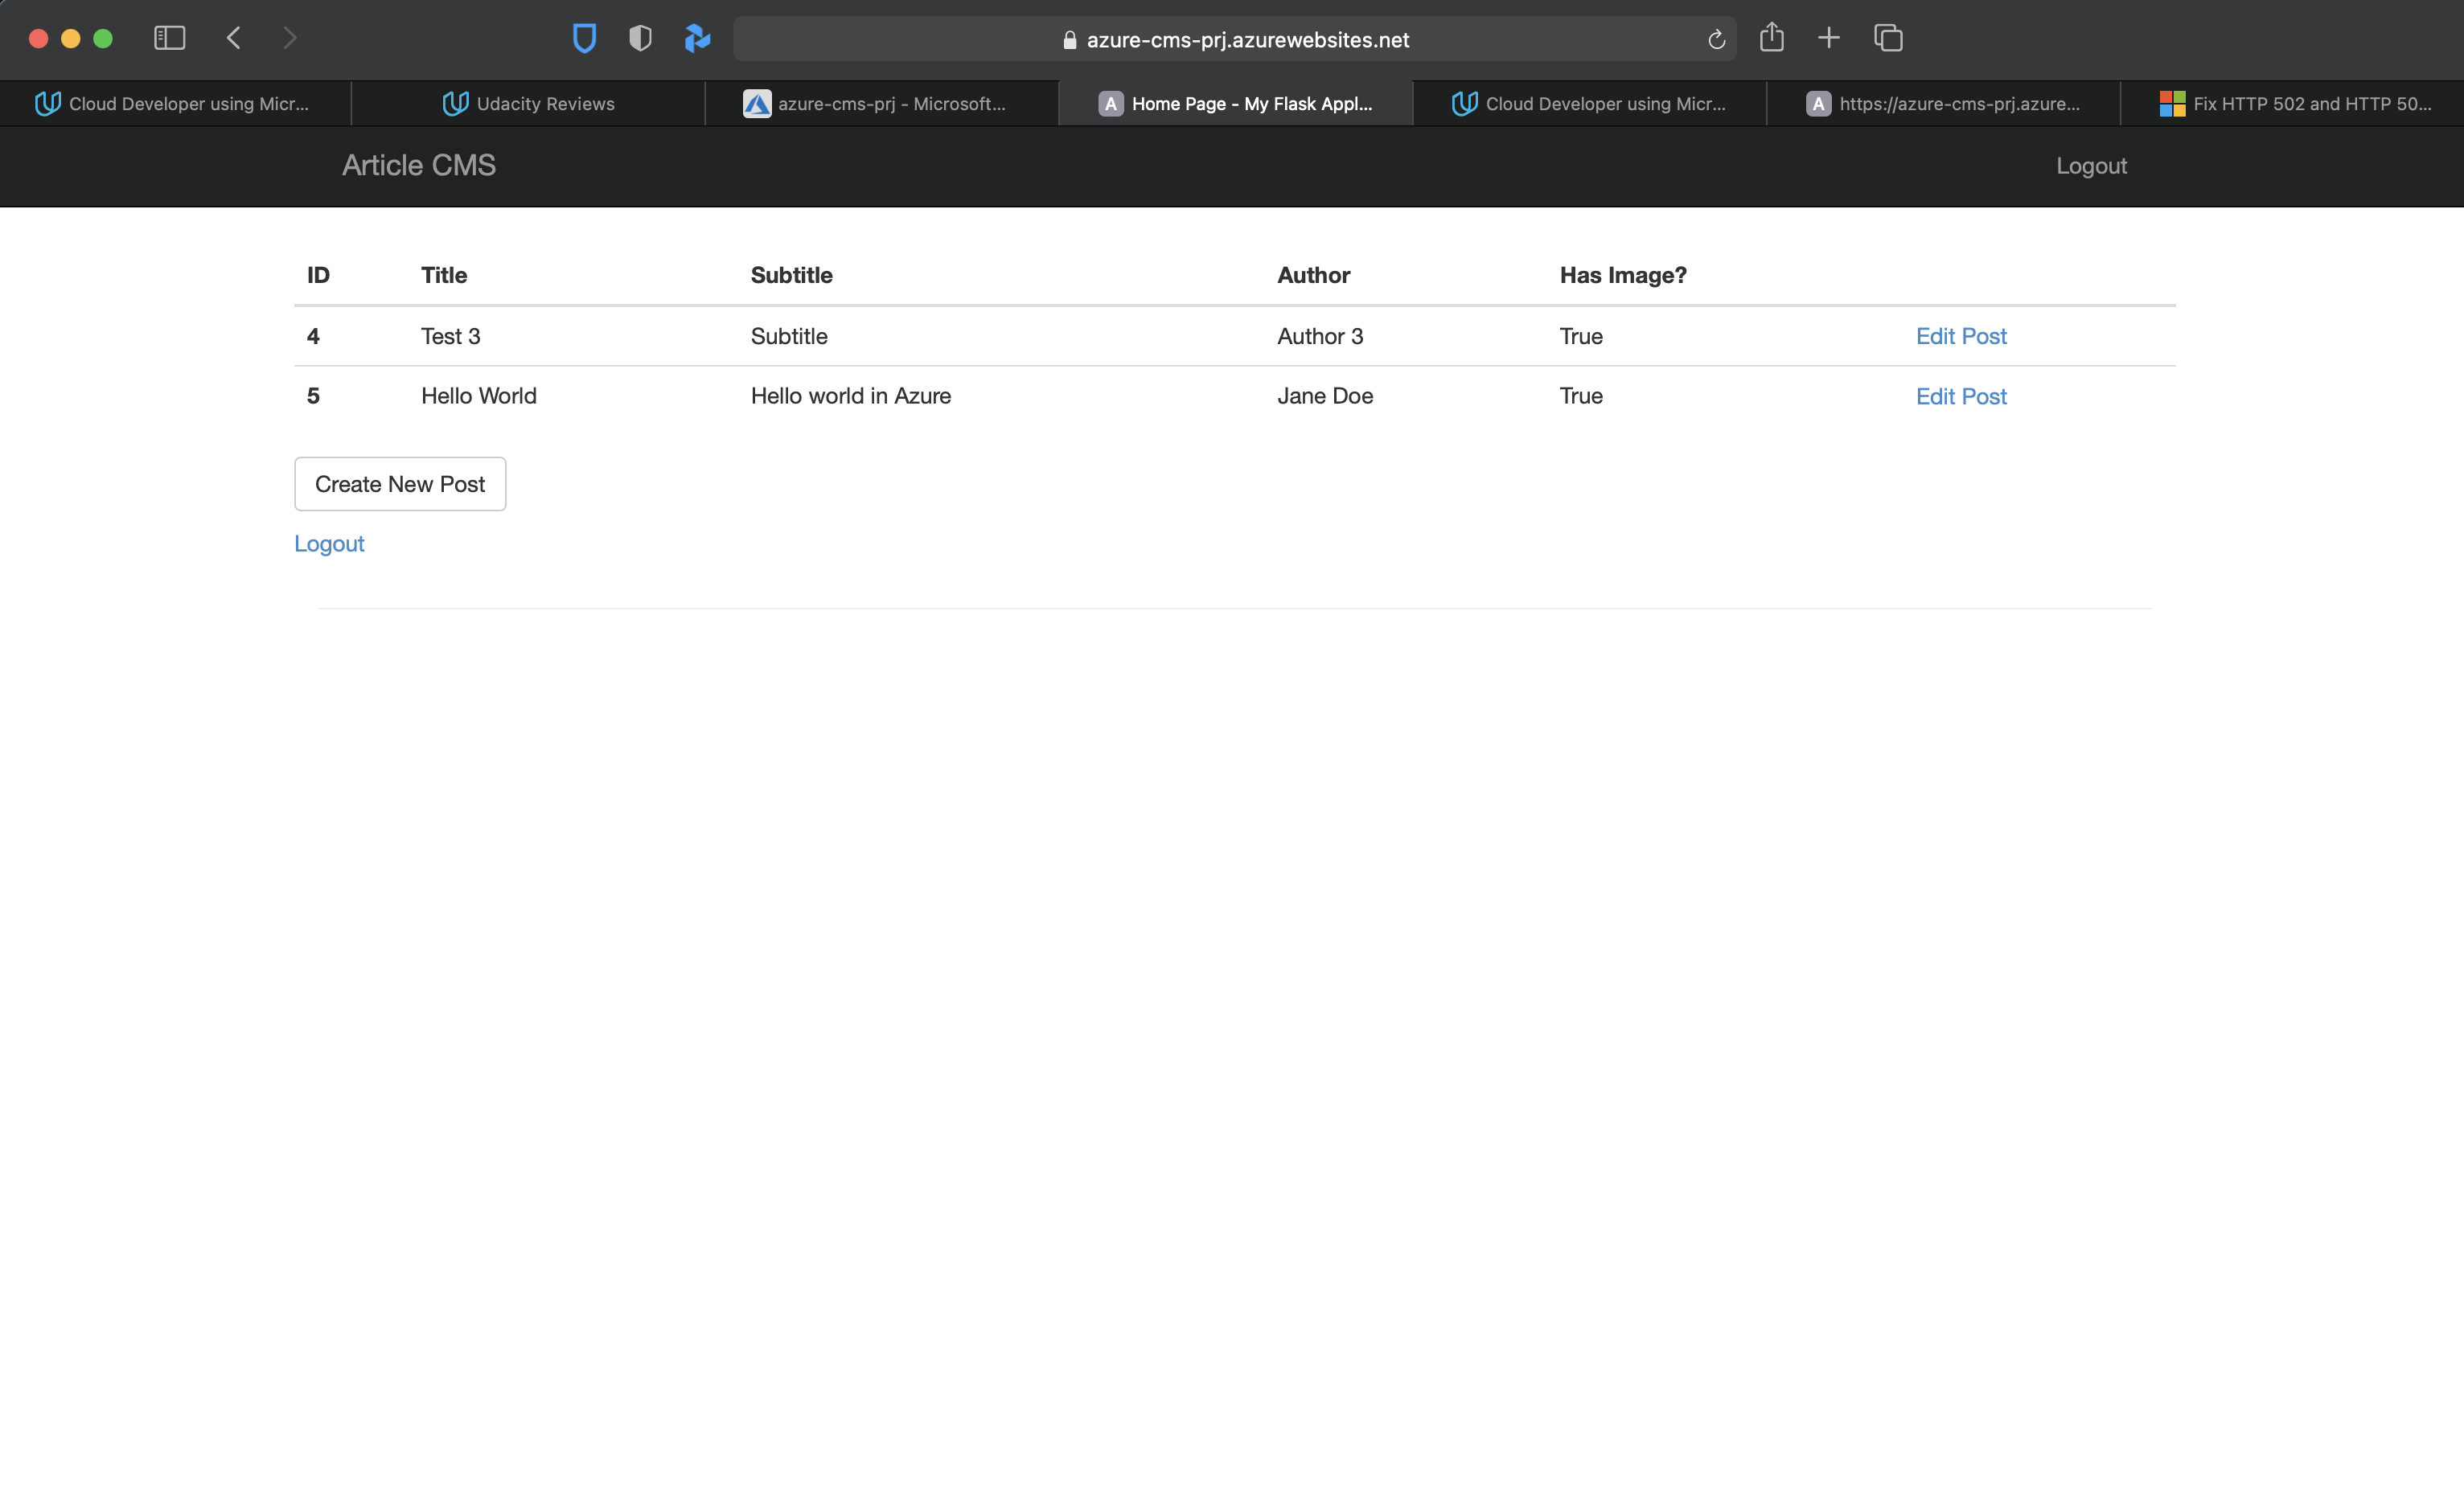 azure-cms-prj.azurewebsites.net
Cloud Developer using Micr... Udacity Reviews azure-cms-prj - Microsoft... A Home Page - My Flask Appl... Cloud Developer using Micr... A https://azure-cms-prj.azure... Fix HTTP 502 and HTTP 50...
Article CMS Logout
ID Title Subtitle Author Has Image?
4 Test 3 Subtitle Author 3 True Edit Post
5 Hello World Hello world in Azure Jane Doe True Edit Post
Create New Post
Logout